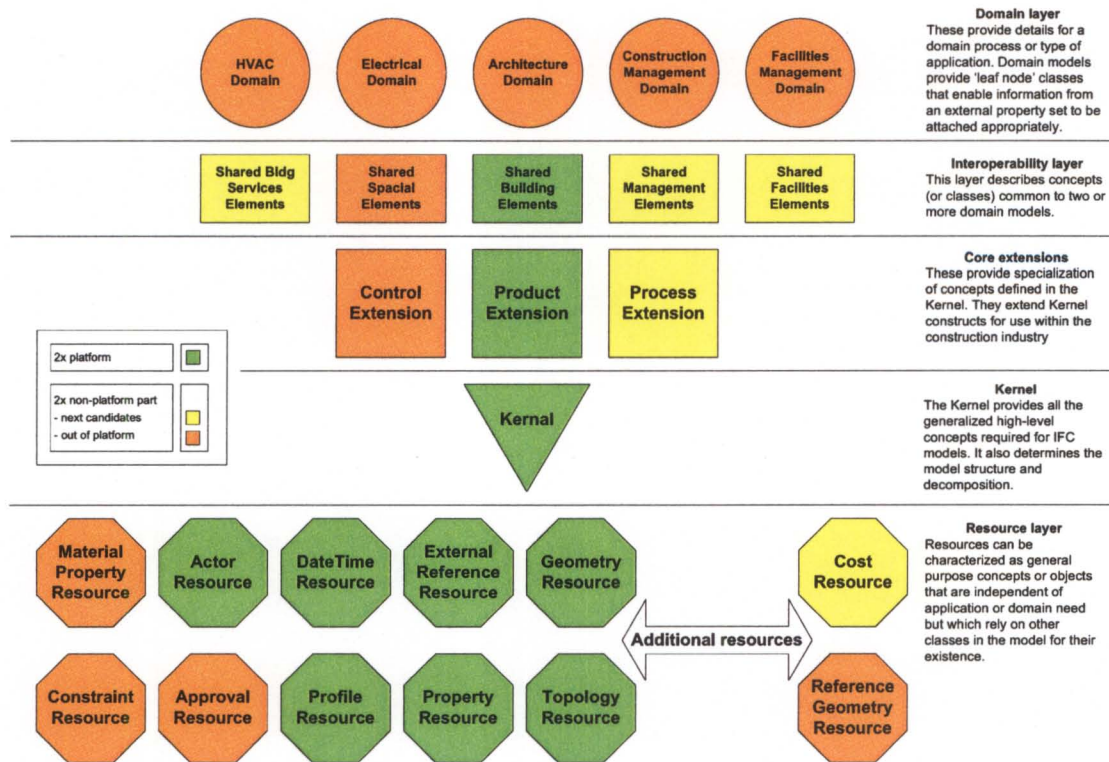 HVAC
Domain
Electrical
Domain
Architecture
Domain
Construction
Management
Domain
Facilities
Management
Domain
Domain layer
These provide details for a
domain process or type of
application. Domain models
provide 'leaf node' classes
that enable information from
an external property set to be
attached appropriately.
Shared Bldg
Services
Elements
Shared
Spacial
Elements
Shared
Building
Elements
Shared
Management
Elements
Shared
Facilities
Elements
Interoperability layer
This layer describes concepts
(or classes) common to two or
more domain models.
Control
Extension
Product
Extension
Process
Extension
Core extensions
These provide specialization
of concepts defined in the
Kernel. They extend Kernel
constructs for use within the
construction industry
2x platform
2x non-platform part
- next candidates
- out of platform
Kernal
Kernel
The Kernel provides all the
generalized high-level
concepts required for IFC
models. It also determines the
model structure and
decomposition.
Material
Property
Resource
Actor
Resource
DateTime
Resource
External
Reference
Resource
Geometry
Resource
Cost
Resource
Resource layer
Resources can be
characterized as general
purpose concepts or objects
that are independent of
application or domain need
but which rely on other
classes in the model for their
existence.
Additional resources
Constraint
Resource
Approval
Resource
Profile
Resource
Property
Resource
Topology
Resource
Reference
Geometry
Resource